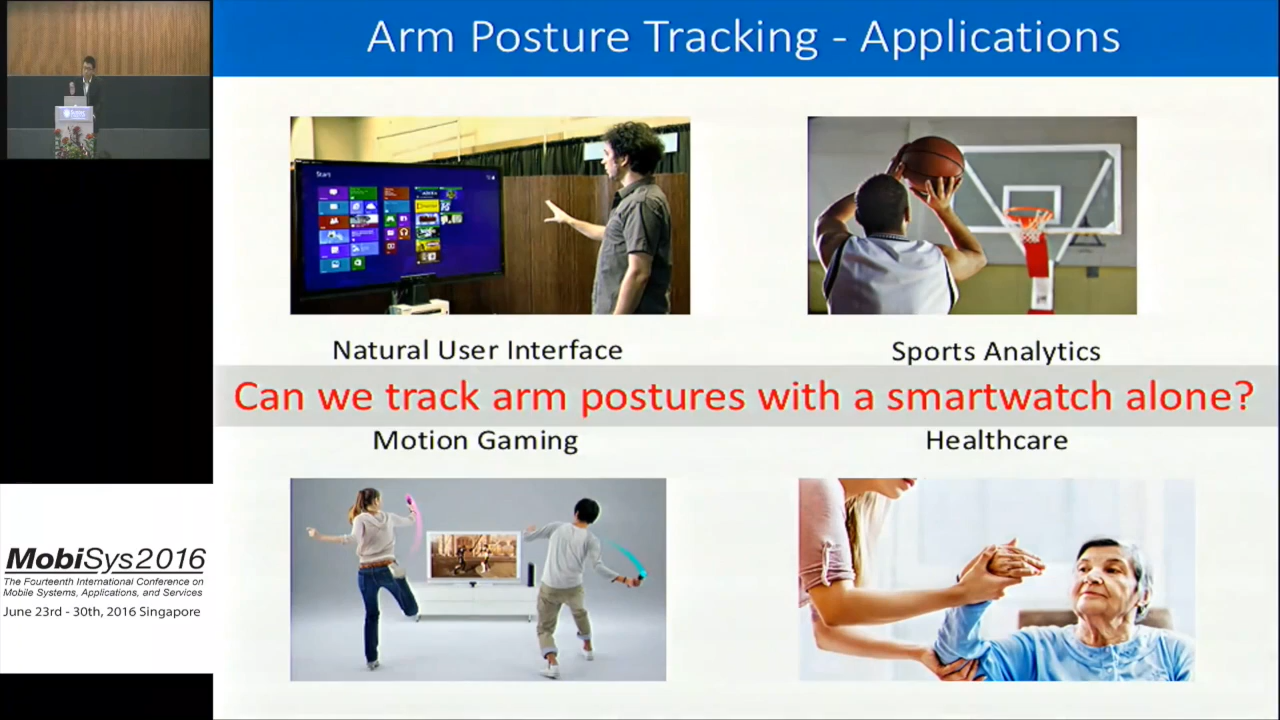 Arm Posture Tracking - Applications
Start
Natural User Interface
Sports Analytics
Can we track arm postures with a smartwatch alone?
Motion Gaming
Healthcare
MobiSys2016
The Fourteenth International Conference on
Mobile Systems, Applications, and Services
June 23rd - 30th, 2016 Singapore